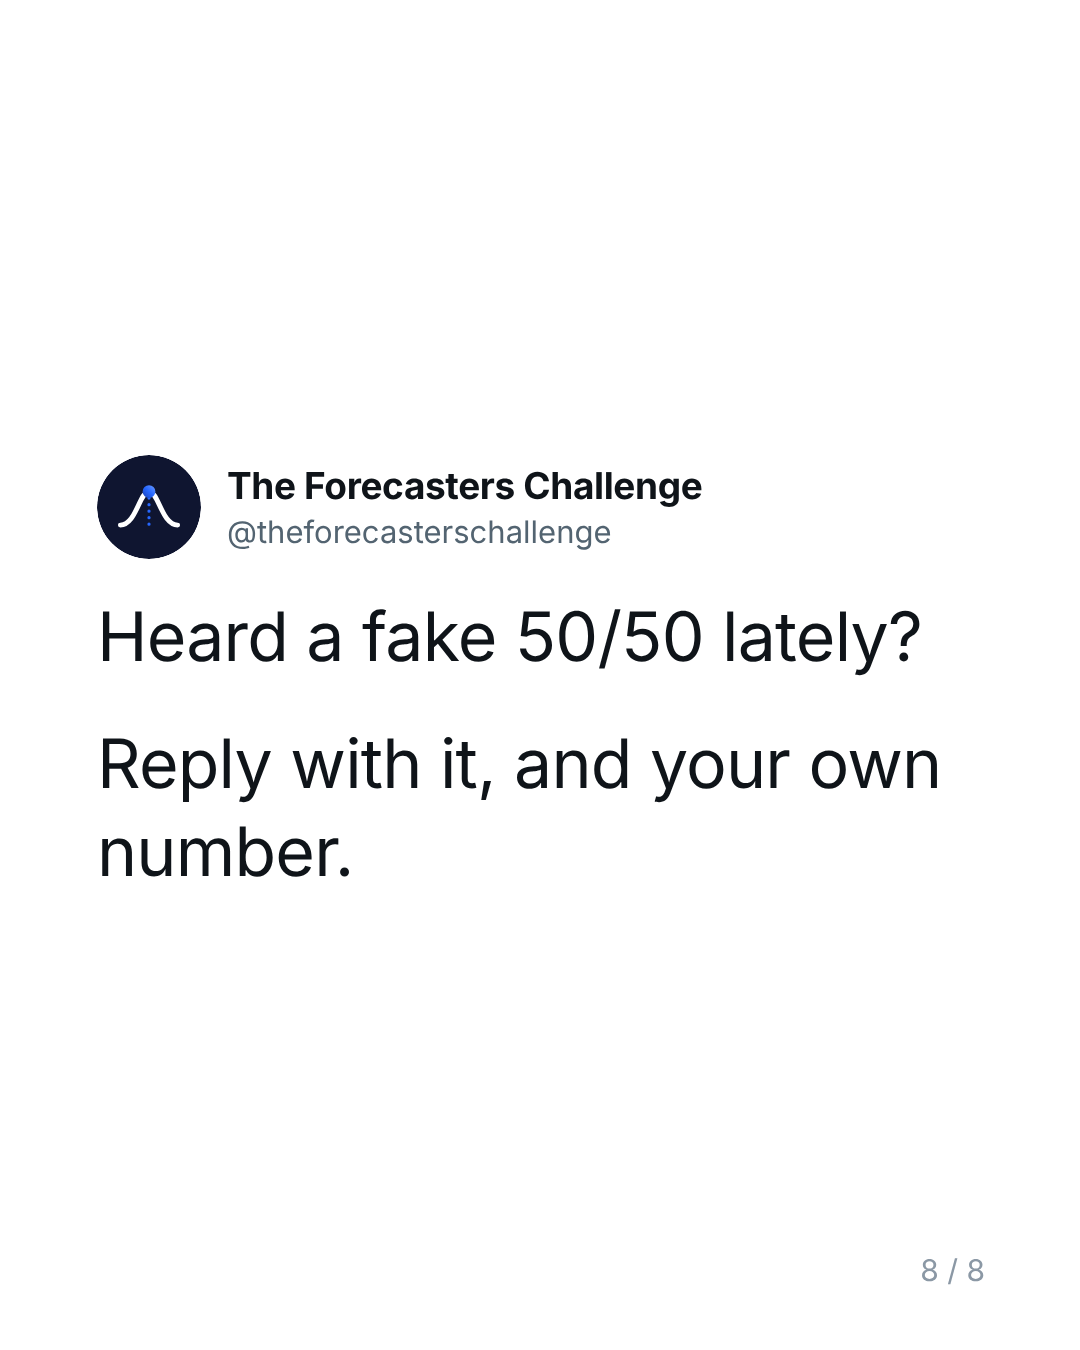 The Forecasters Challenge
@theforecasterschallenge
Heard a fake 50/50 lately?
Reply with it, and your own
number.
8 / 8